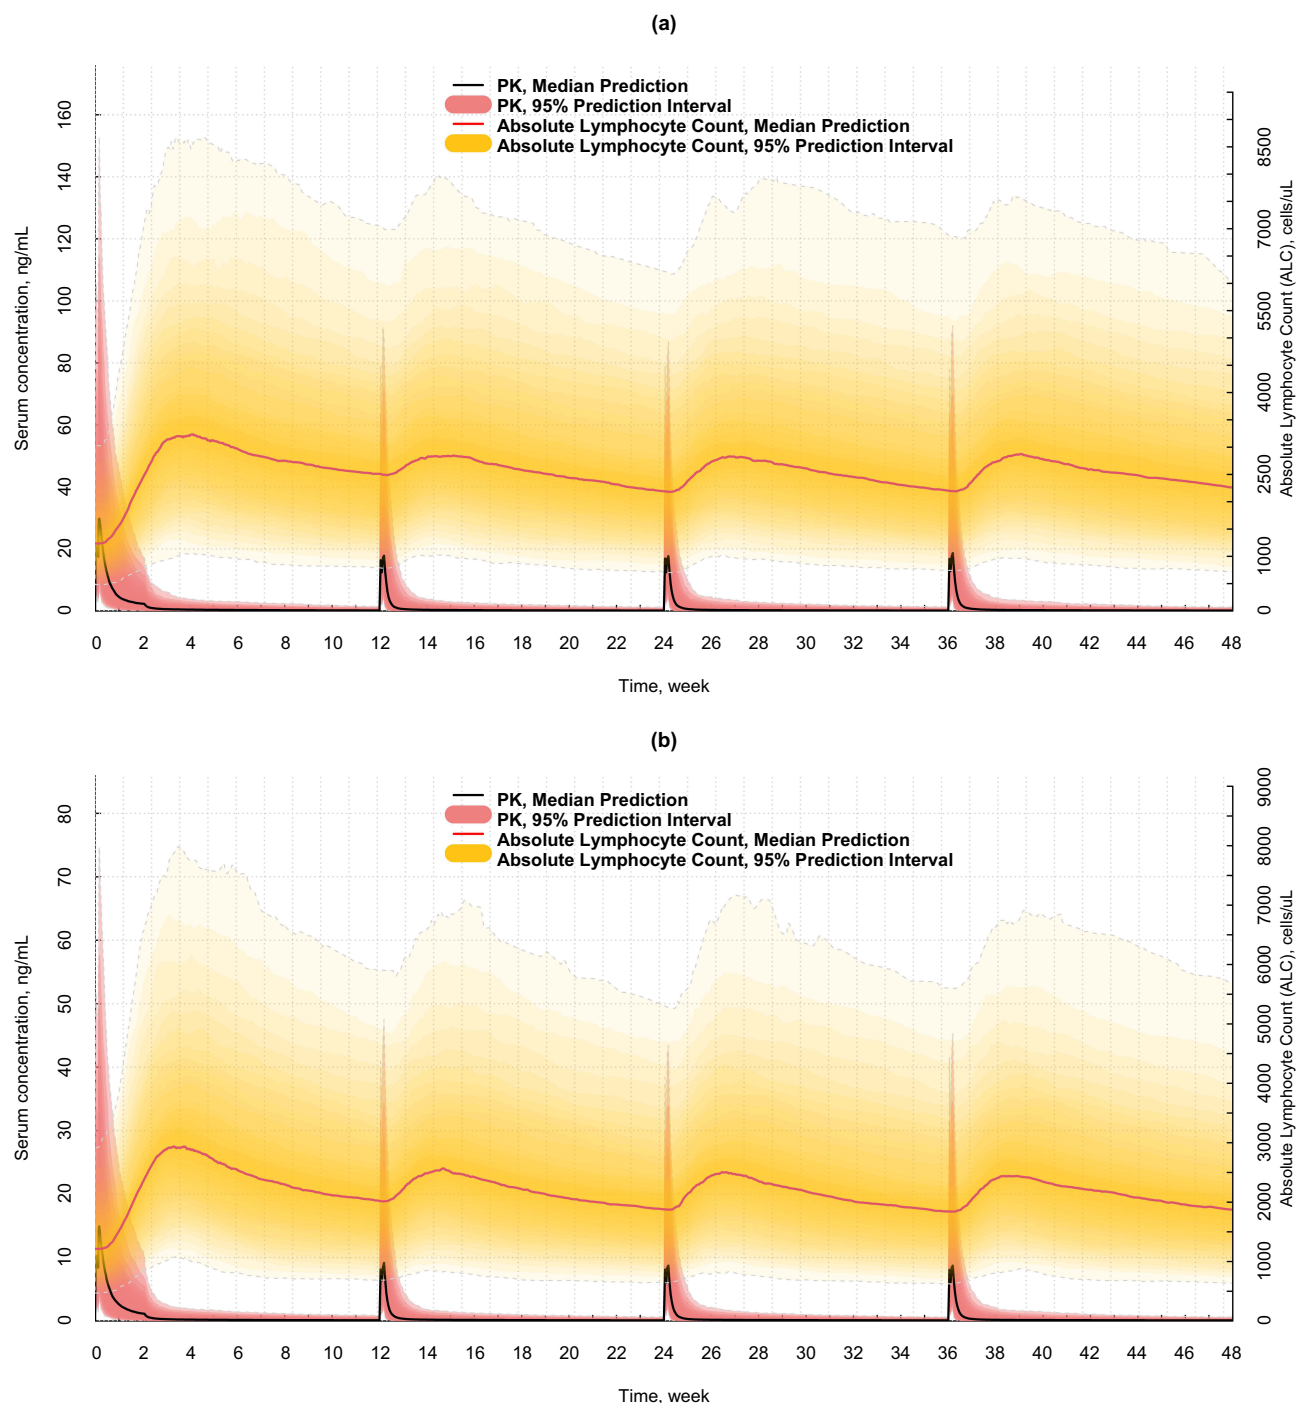 (a)
PK, Median Prediction
PK, 95% Prediction Interval
Absolute Lymphocyte Count, Median Prediction
Absolute Lymphocyte Count, 95% Prediction Interval
Serum concentration, ng/mL
0 20 40 60 80 100 120 140 160
Absolute Lymphocyte Count (ALC), cells/uL
0 1000 2500 4000 5500 7000 8500
0 2 4 6 8 10 12 14 16 18 20 22 24 26 28 30 32 34 36 38 40 42 44 46 48
Time, week
(b)
PK, Median Prediction
PK, 95% Prediction Interval
Absolute Lymphocyte Count, Median Prediction
Absolute Lymphocyte Count, 95% Prediction Interval
Serum concentration, ng/mL
0 10 20 30 40 50 60 70 80
Absolute Lymphocyte Count (ALC), cells/uL
0 1000 2000 3000 4000 5000 6000 7000 8000 9000
0 2 4 6 8 10 12 14 16 18 20 22 24 26 28 30 32 34 36 38 40 42 44 46 48
Time, week